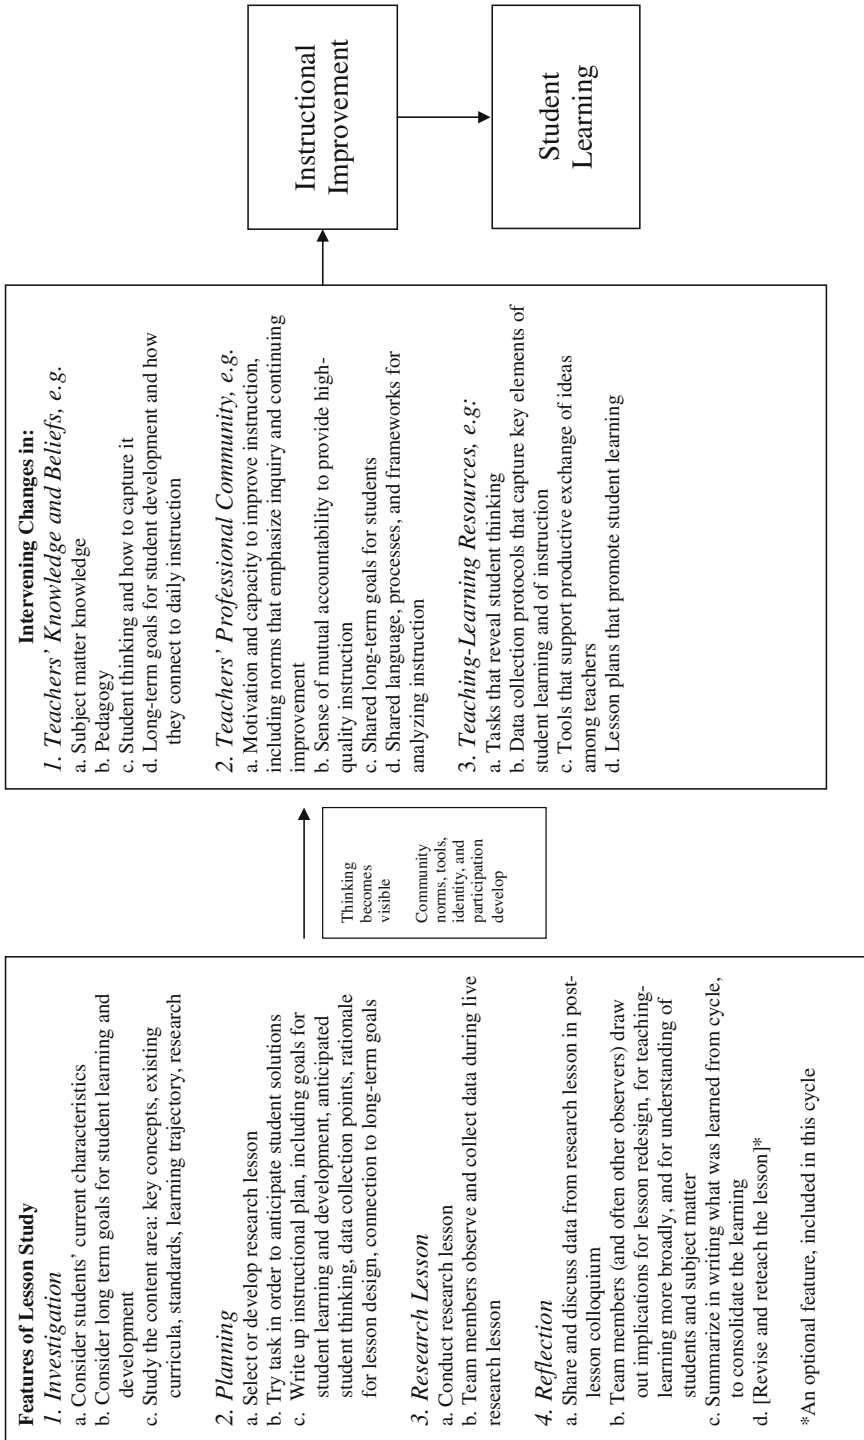 Features of Lesson Study
1. Investigation
a. Consider students' current characteristics
b. Consider long term goals for student learning and
development
c. Study the content area: key concepts, existing
curricula, standards, learning trajectory, research
2. Planning
a. Select or develop research lesson
b. Try task in order to anticipate student solutions
c. Write up instructional plan, including goals for
student learning and development, anticipated
student thinking, data collection points, rationale
for lesson design, connection to long-term goals
3. Research Lesson
a. Conduct research lesson
b. Team members observe and collect data during live
research lesson
4. Reflection
a. Share and discuss data from research lesson in post-
lesson colloquium
b. Team members (and often other observers) draw
out implications for lesson redesign, for teaching-
learning more broadly, and for understanding of
students and subject matter
c. Summarize in writing what was learned from cycle,
to consolidate the learning
d. [Revise and reteach the lesson]*
*An optional feature, included in this cycle
Thinking
becomes
visible
Community
norms, tools,
identity, and
participation
develop
Intervening Changes in:
1. Teachers' Knowledge and Beliefs, e.g.
a. Subject matter knowledge
b. Pedagogy
c. Student thinking and how to capture it
d. Long-term goals for student development and how
they connect to daily instruction
2. Teachers' Professional Community, e.g.
a. Motivation and capacity to improve instruction,
including norms that emphasize inquiry and continuing
improvement
b. Sense of mutual accountability to provide high-
quality instruction
c. Shared long-term goals for students
d. Shared language, processes, and frameworks for
analyzing instruction
3. Teaching-Learning Resources, e.g:
a. Tasks that reveal student thinking
b. Data collection protocols that capture key elements of
student learning and of instruction
c. Tools that support productive exchange of ideas
among teachers
d. Lesson plans that promote student learning
Instructional
Improvement
Student
Learning